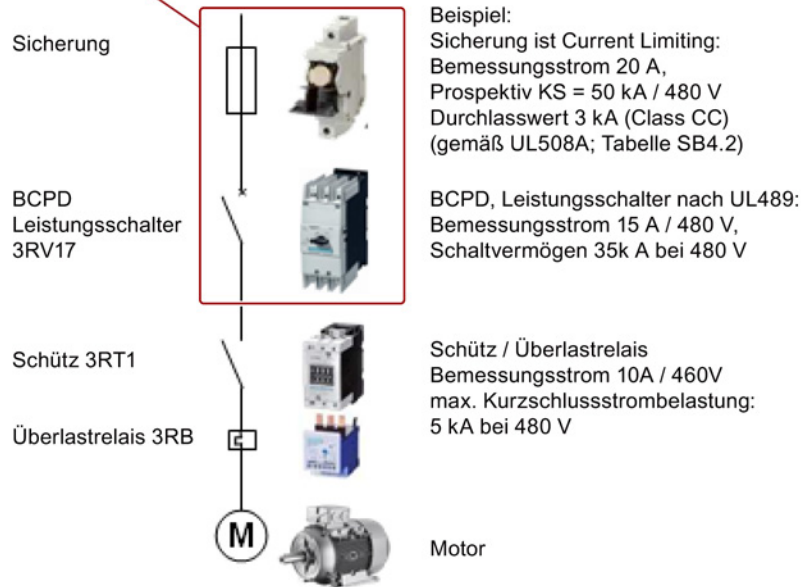 Sicherung
Beispiel:
Sicherung ist Current Limiting:
Bemessungsstrom 20 A,
Prospektiv KS = 50 kA / 480 V
Durchlasswert 3 kA (Class CC)
(gemäß UL508A; Tabelle SB4.2)
BCPD
Leistungsschalter
3RV17
BCPD, Leistungsschalter nach UL489:
Bemessungsstrom 15 A / 480 V,
Schaltvermögen 35k A bei 480 V
Schütz 3RT1
Überlastrelais 3RB
Schütz / Überlastrelais
Bemessungsstrom 10A / 460V
max. Kurzschlussstrombelastung:
5 kA bei 480 V
M
Motor